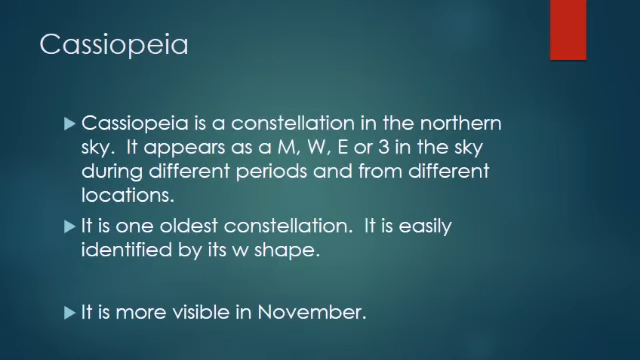 Cassiopeia
Cassiopeia is a constellation in the northern
sky. It appears as a M, W, E or 3 in the sky
during different periods and from different
locations.
It is one oldest constellation. It is easily
identified by its w shape.
It is more visible in November.